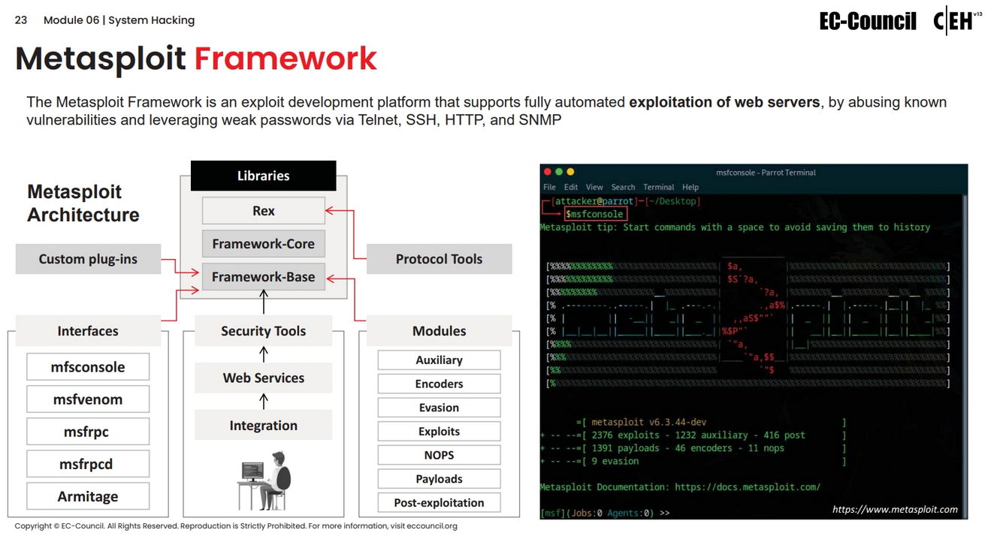 23 Module 06 | System Hacking
EC-Council C|EH v13
Metasploit Framework
The Metasploit Framework is an exploit development platform that supports fully automated exploitation of web servers, by abusing known
vulnerabilities and leveraging weak passwords via Telnet, SSH, HTTP, and SNMP
Metasploit
Architecture
Libraries
Rex
Framework-Core
Framework-Base
Custom plug-ins
Protocol Tools
Interfaces
mfsconsole
msfvenom
msfrpc
msfrpcd
Armitage
Security Tools
Web Services
Integration
Modules
Auxiliary
Encoders
Evasion
Exploits
NOPS
Payloads
Post-exploitation
msfconsole - Parrot Terminal
File Edit View Search Terminal Help
[attacker@parrot]─[~/Desktop]
$msfconsole
Metasploit tip: Start commands with a space to avoid saving them to history
=[ metasploit v6.3.44-dev ]
+ -- --=[ 2376 exploits - 1232 auxiliary - 416 post ]
+ -- --=[ 1391 payloads - 46 encoders - 11 nops ]
+ -- --=[ 9 evasion ]
Metasploit Documentation: https://docs.metasploit.com/
[msf](Jobs:0 Agents:0) >>
https://www.metasploit.com
Copyright © EC-Council. All Rights Reserved. Reproduction is Strictly Prohibited. For more information, visit eccouncil.org